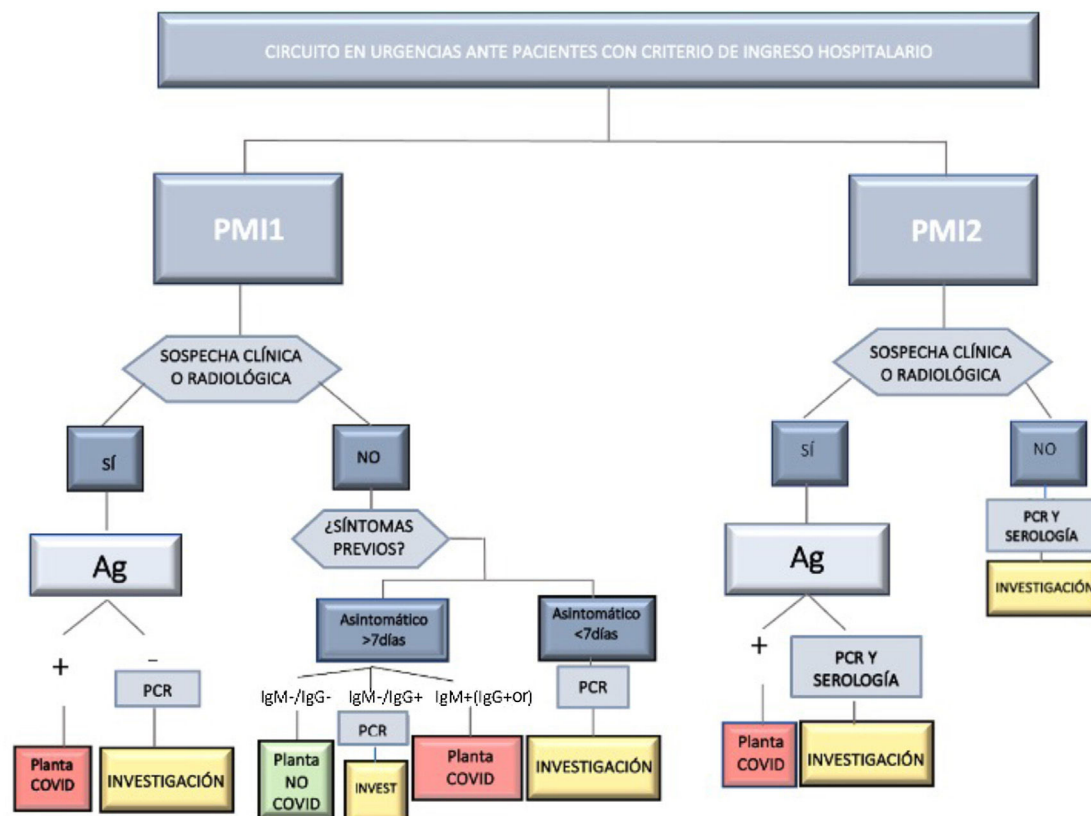 CIRCUITO EN URGENCIAS ANTE PACIENTES CON CRITERIO DE INGRESO HOSPITALARIO
PMI1
PMI2
SOSPECHA CLÍNICA
O RADIOLÓGICA
SOSPECHA CLÍNICA
O RADIOLÓGICA
SÍ
NO
SÍ
NO
¿SÍNTOMAS
PREVIOS?
PCR Y
SEROLOGÍA
Ag
Ag
INVESTIGACIÓN
Asintomático
>7días
Asintomático
<7días
+
-
PCR
IgM-/IgG-
IgM-/IgG+
IgM+(IgG+or)
PCR
PCR
+
PCR Y
SEROLOGÍA
Planta
COVID
INVESTIGACIÓN
Planta
NO
COVID
INVEST
Planta
COVID
INVESTIGACIÓN
Planta
COVID
INVESTIGACIÓN